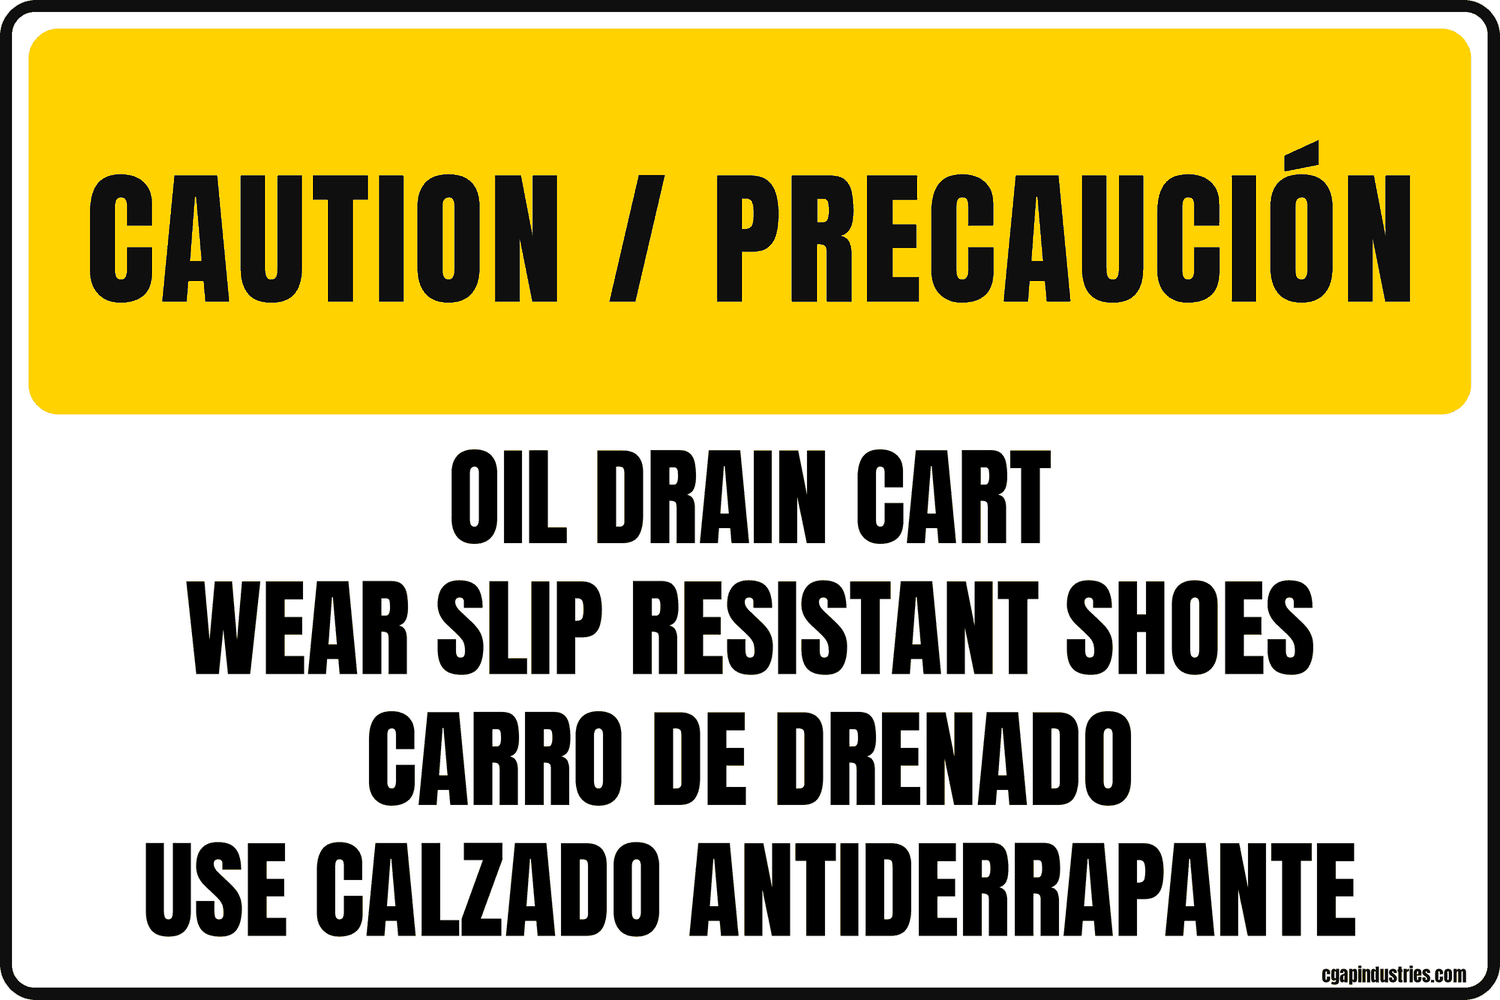 CAUTION / PRECAUCIÓN
OIL DRAIN CART
WEAR SLIP RESISTANT SHOES
CARRO DE DRENADO
USE CALZADO ANTIDERRAPANTE
cgapindustries.com